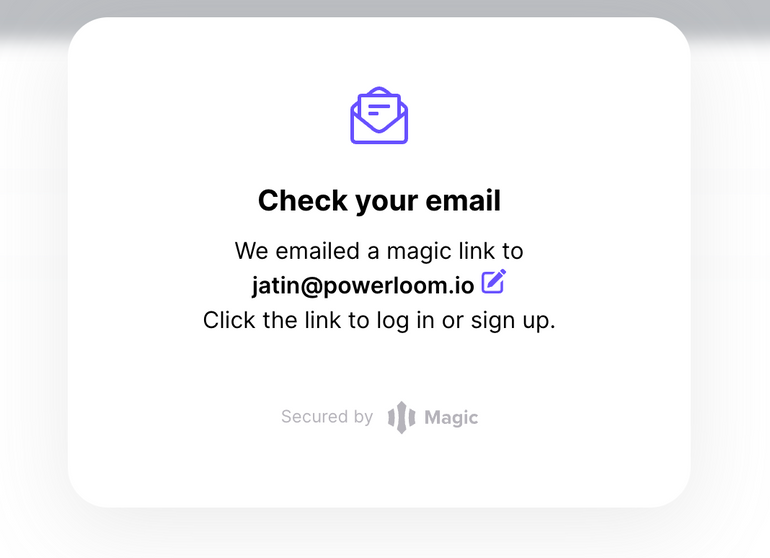 Check your email
We emailed a magic link to
jatin@powerloom.io
Click the link to log in or sign up.
Secured by Magic